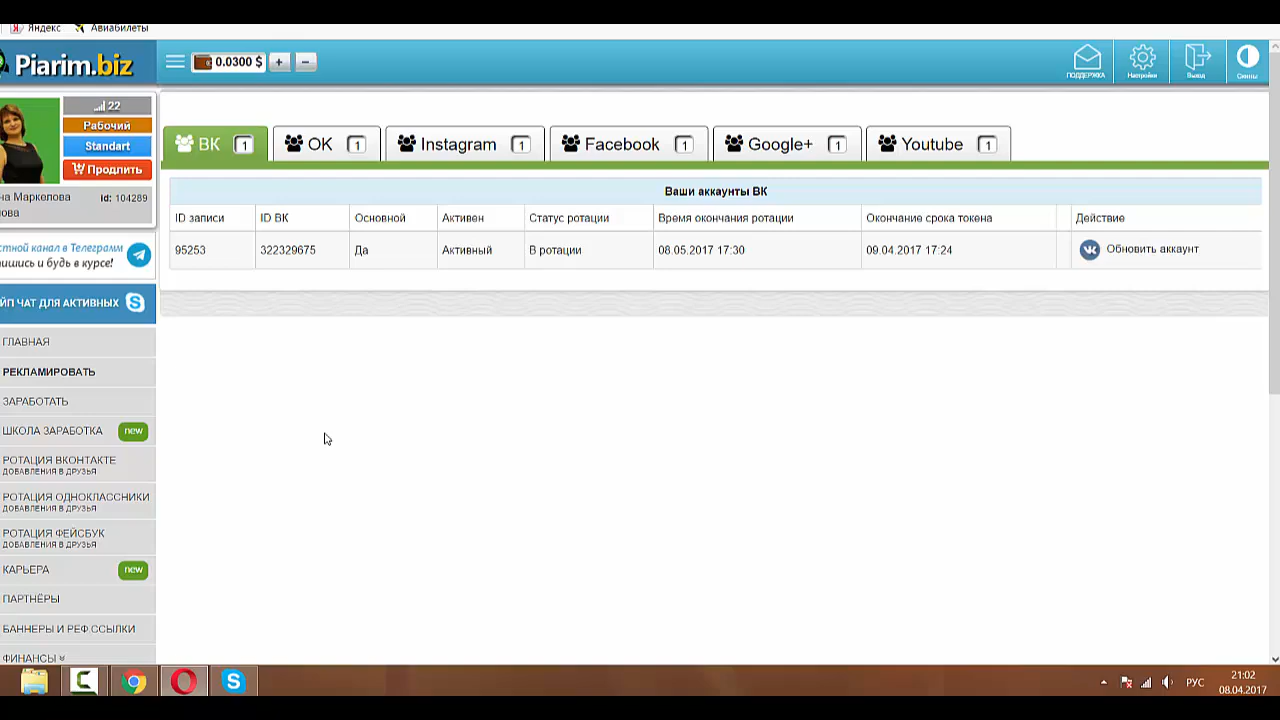 Яндекс Авиабилеты
Piarim.biz
0.0300 $ + −
ПОДДЕРЖКА Настройки Выход Скины
22
Рабочий
Standart
Продлить
на Маркелова id: 104289
лова
ВК 1 ОК 1 Instagram 1 Facebook 1 Google+ 1 Youtube 1
Ваши аккаунты ВК
ID записи ID ВК Основной Активен Статус ротации Время окончания ротации Окончание срока токена Действие
95253 322329675 Да Активный В ротации 08.05.2017 17:30 09.04.2017 17:24 Обновить аккаунт
стной канал в Телеграмм
пишись и будь в курсе!
ЙП ЧАТ ДЛЯ АКТИВНЫХ
ГЛАВНАЯ
РЕКЛАМИРОВАТЬ
ЗАРАБОТАТЬ
ШКОЛА ЗАРАБОТКА new
РОТАЦИЯ ВКОНТАКТЕ
ДОБАВЛЕНИЯ В ДРУЗЬЯ
РОТАЦИЯ ОДНОКЛАССНИКИ
ДОБАВЛЕНИЯ В ДРУЗЬЯ
РОТАЦИЯ ФЕЙСБУК
ДОБАВЛЕНИЯ В ДРУЗЬЯ
КАРЬЕРА new
ПАРТНЁРЫ
БАННЕРЫ И РЕФ.ССЫЛКИ
ФИНАНСЫ
РУС
21:02
08.04.2017